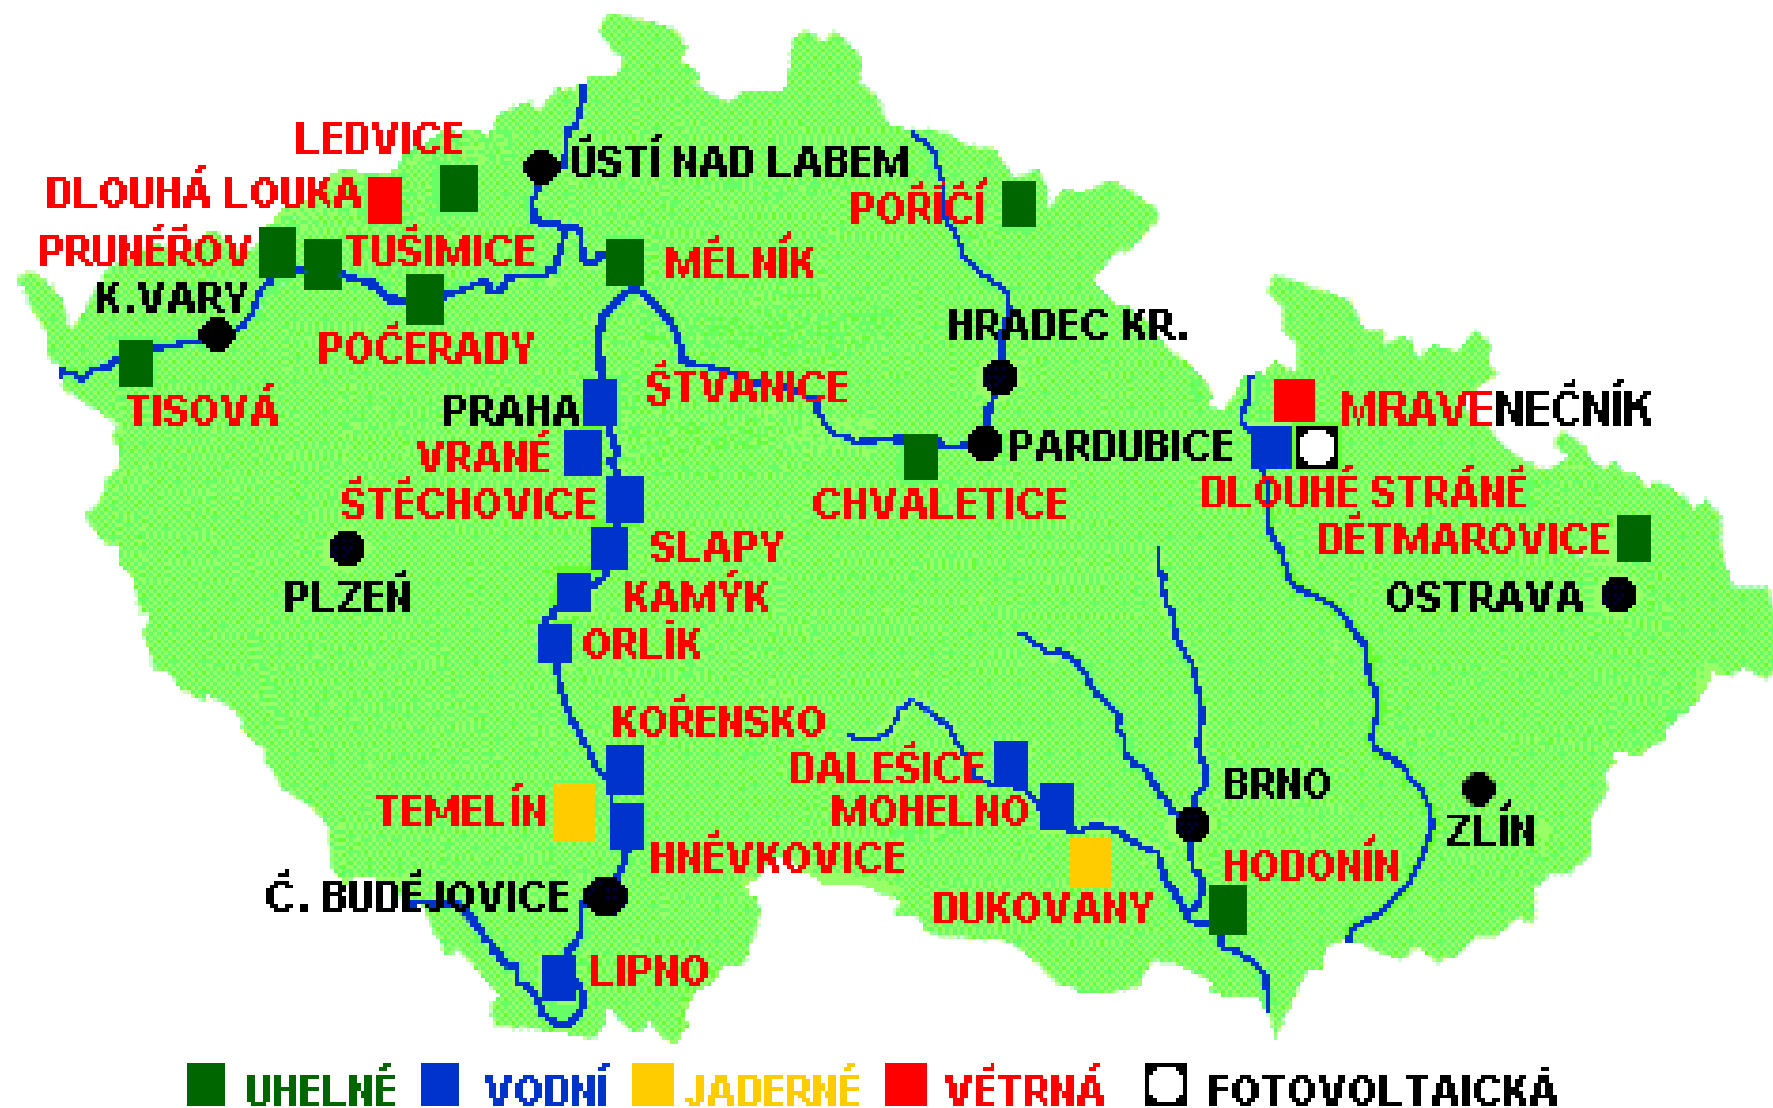 LEDVICE
ÚSTÍ NAD LABEM
DLOUHÁ LOUKA
POŘÍČÍ
PRUNÉŘOV
TUŠIMICE
MĚLNÍK
K.VARY
HRADEC KR.
POČERADY
ŠTVANICE
TISOVÁ
PRAHA
MRAVENEČNÍK
VRANÉ
PARDUBICE
ŠTĚCHOVICE
CHVALETICE
DLOUHÉ STRÁNĚ
DĚTMAROVICE
SLAPY
PLZEŇ
KAMÝK
OSTRAVA
ORLÍK
KOŘENSKO
DALEŠICE
BRNO
TEMELÍN
MOHELNO
ZLÍN
HNĚVKOVICE
HODONÍN
Č. BUDĚJOVICE
DUKOVANY
LIPNO
UHELNÉ VODNÍ JADERNÉ VĚTRNÁ FOTOVOLTAICKÁ